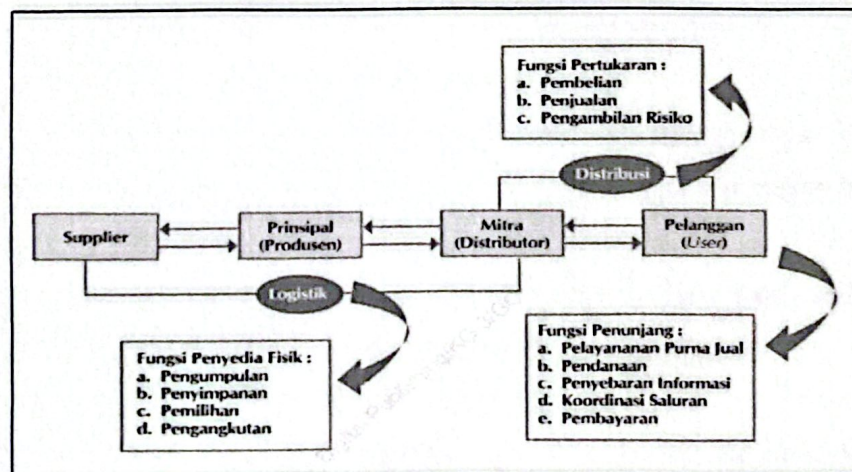 Fungsi Pertukaran :
a. Pembelian
b. Penjualan
c. Pengambilan Risiko
Distribusi
Supplier
Prinsipal
(Produsen)
Mitra
(Distributor)
Pelanggan
(User)
Logistik
Fungsi Penyedia Fisik :
a. Pengumpulan
b. Penyimpanan
c. Pemilihan
d. Pengangkutan
Fungsi Penunjang :
a. Pelayananan Purna Jual
b. Pendanaan
c. Penyebaran Informasi
d. Koordinasi Saluran
e. Pembayaran